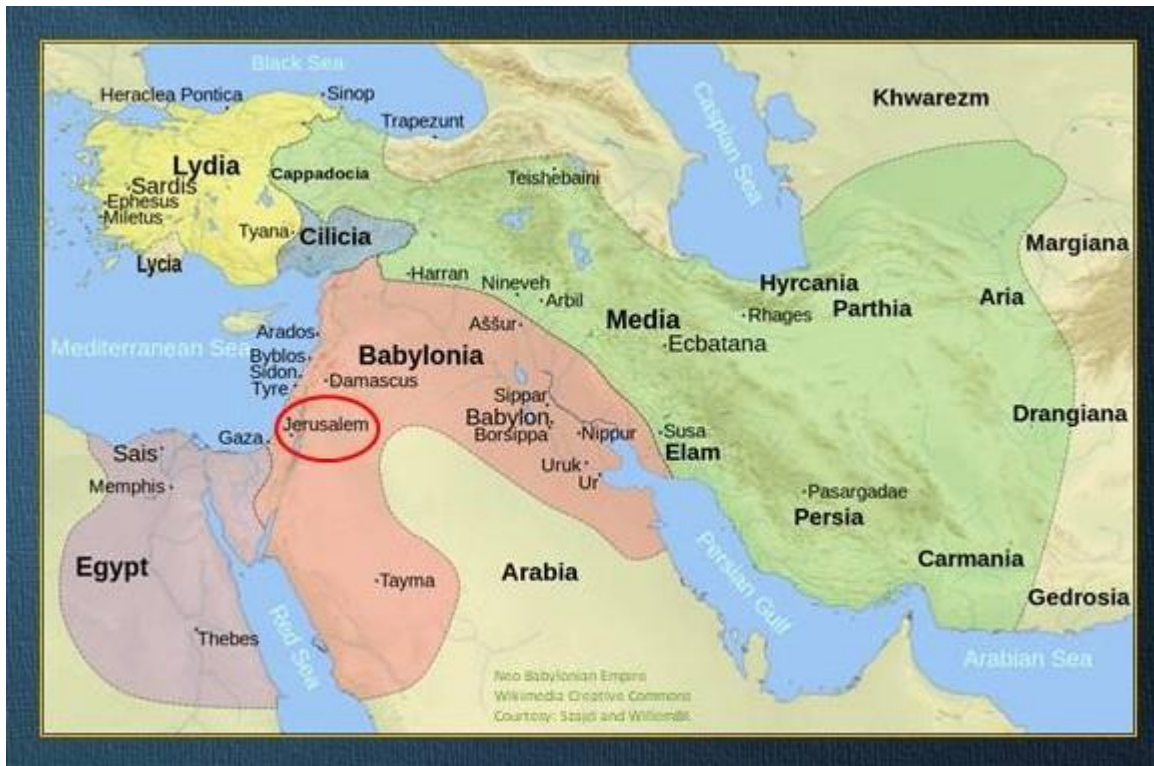 Black Sea
Heraclea Pontica
Sinop
Caspian Sea
Khwarezm
Trapezunt
Lydia
Cappadocia
Teishebaini
Sardis
Ephesus
Miletus
Tyana
Cilicia
Margiana
Lycia
Harran
Nineveh
Hyrcania
Arbil
Aria
Parthia
Media
Rhages
Aššur
Arados
Ecbatana
Mediterranean Sea
Babylonia
Byblos
Sidon
Tyre
Damascus
Sippar
Babylon
Drangiana
Jerusalem
Borsippa
Nippur
Susa
Gaza
Elam
Sais
Uruk
Ur
Memphis
Pasargadae
Persia
Egypt
Arabia
Persian Gulf
Carmania
Tayma
Gedrosia
Thebes
Red Sea
Arabian Sea
Neo Babylonian Empire
Wikimedia Creative Commons
Courtesy: Szajci and